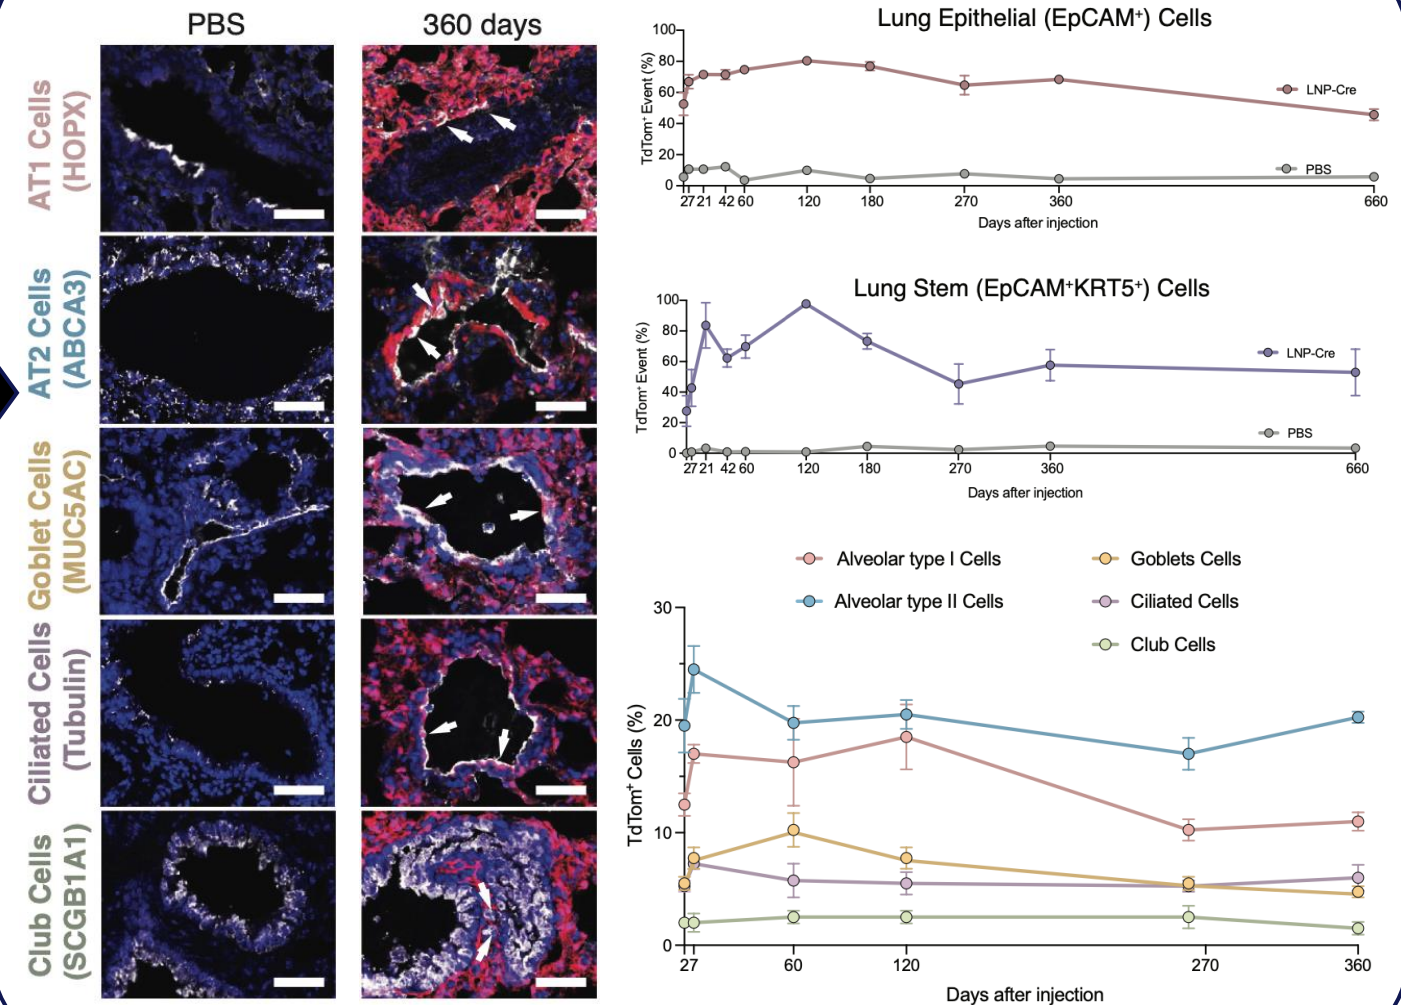 PBS
360 days
AT1 Cells
(HOPX)
AT2 Cells
(ABCA3)
Goblet Cells
(MUC5AC)
Ciliated Cells
(Tubulin)
Club Cells
(SCGB1A1)
Lung Epithelial (EpCAM⁺) Cells
TdTom⁺ Event (%)
100
80
60
40
20
0
LNP-Cre
PBS
27 21 42 60 120 180 270 360 660
Days after injection
Lung Stem (EpCAM⁺KRT5⁺) Cells
TdTom⁺ Event (%)
100
80
60
40
20
0
LNP-Cre
PBS
27 21 42 60 120 180 270 360 660
Days after injection
Alveolar type I Cells
Goblets Cells
Alveolar type II Cells
Ciliated Cells
Club Cells
TdTom⁺ Cells (%)
30
20
10
0
27 60 120 270 360
Days after injection